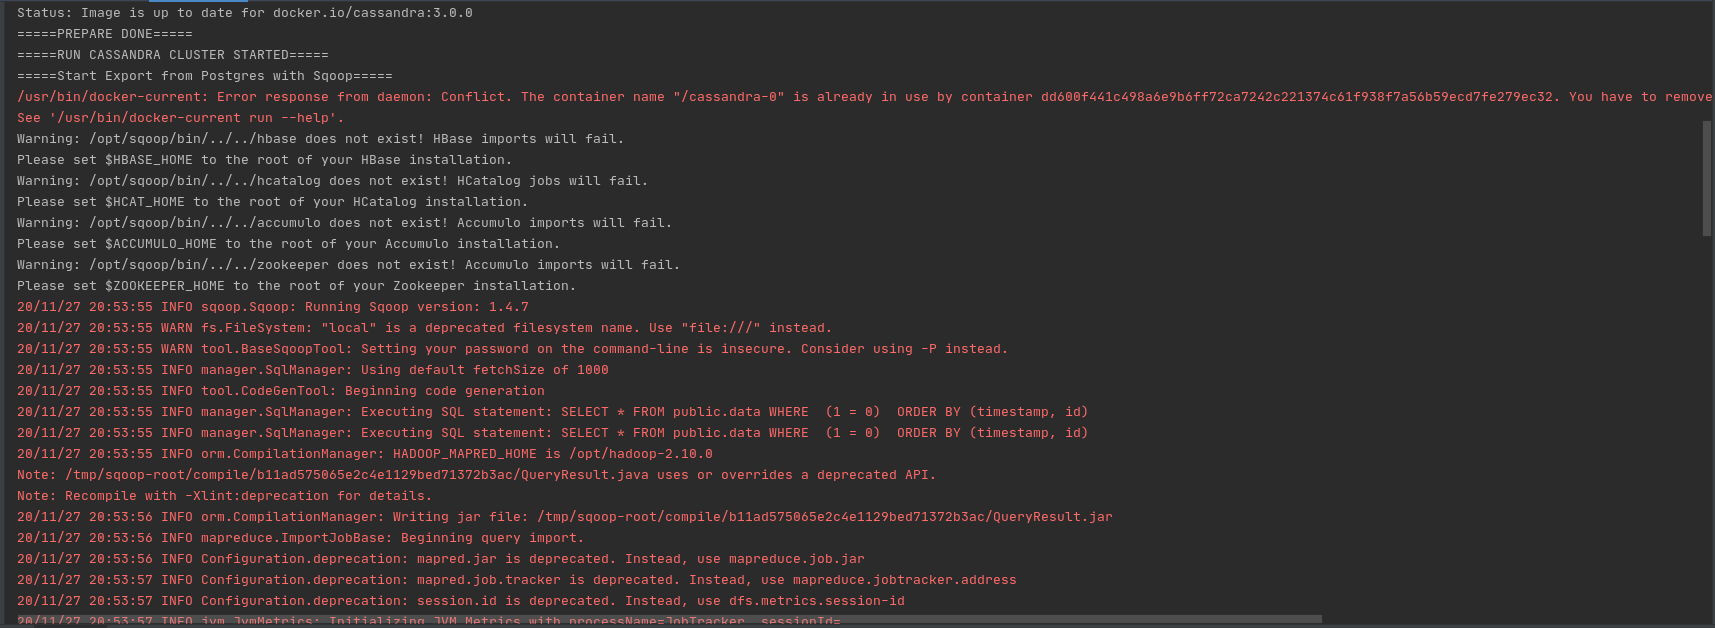 Status: Image is up to date for docker.io/cassandra:3.0.0
=====PREPARE DONE=====
=====RUN CASSANDRA CLUSTER STARTED=====
=====Start Export from Postgres with Sqoop=====
/usr/bin/docker-current: Error response from daemon: Conflict. The container name "/cassandra-0" is already in use by container dd600f441c498a6e9b6ff72ca7242c221374c61f938f7a56b59ecd7fe279ec32. You have to remove
See '/usr/bin/docker-current run --help'.
Warning: /opt/sqoop/bin/../../hbase does not exist! HBase imports will fail.
Please set $HBASE_HOME to the root of your HBase installation.
Warning: /opt/sqoop/bin/../../hcatalog does not exist! HCatalog jobs will fail.
Please set $HCAT_HOME to the root of your HCatalog installation.
Warning: /opt/sqoop/bin/../../accumulo does not exist! Accumulo imports will fail.
Please set $ACCUMULO_HOME to the root of your Accumulo installation.
Warning: /opt/sqoop/bin/../../zookeeper does not exist! Accumulo imports will fail.
Please set $ZOOKEEPER_HOME to the root of your Zookeeper installation.
20/11/27 20:53:55 INFO sqoop.Sqoop: Running Sqoop version: 1.4.7
20/11/27 20:53:55 WARN fs.FileSystem: "local" is a deprecated filesystem name. Use "file:///" instead.
20/11/27 20:53:55 WARN tool.BaseSqoopTool: Setting your password on the command-line is insecure. Consider using -P instead.
20/11/27 20:53:55 INFO manager.SqlManager: Using default fetchSize of 1000
20/11/27 20:53:55 INFO tool.CodeGenTool: Beginning code generation
20/11/27 20:53:55 INFO manager.SqlManager: Executing SQL statement: SELECT * FROM public.data WHERE  (1 = 0)  ORDER BY (timestamp, id)
20/11/27 20:53:55 INFO manager.SqlManager: Executing SQL statement: SELECT * FROM public.data WHERE  (1 = 0)  ORDER BY (timestamp, id)
20/11/27 20:53:55 INFO orm.CompilationManager: HADOOP_MAPRED_HOME is /opt/hadoop-2.10.0
Note: /tmp/sqoop-root/compile/b11ad575065e2c4e1129bed71372b3ac/QueryResult.java uses or overrides a deprecated API.
Note: Recompile with -Xlint:deprecation for details.
20/11/27 20:53:56 INFO orm.CompilationManager: Writing jar file: /tmp/sqoop-root/compile/b11ad575065e2c4e1129bed71372b3ac/QueryResult.jar
20/11/27 20:53:56 INFO mapreduce.ImportJobBase: Beginning query import.
20/11/27 20:53:56 INFO Configuration.deprecation: mapred.jar is deprecated. Instead, use mapreduce.job.jar
20/11/27 20:53:57 INFO Configuration.deprecation: mapred.job.tracker is deprecated. Instead, use mapreduce.jobtracker.address
20/11/27 20:53:57 INFO Configuration.deprecation: session.id is deprecated. Instead, use dfs.metrics.session-id
20/11/27 20:53:57 INFO jvm.JvmMetrics: Initializing JVM Metrics with processName=JobTracker, sessionId=